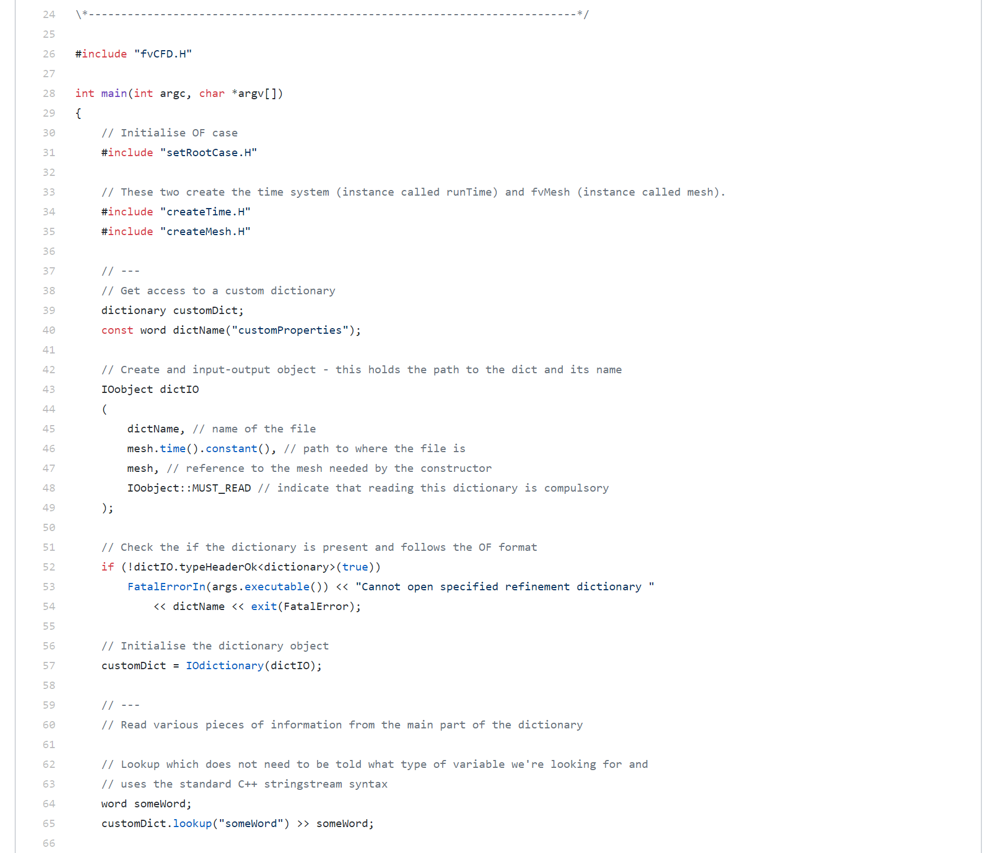 24 \*---------------------------------------------------------------------------*/
25
26 #include "fvCFD.H"
27
28 int main(int argc, char *argv[])
29 {
30     // Initialise OF case
31     #include "setRootCase.H"
32
33     // These two create the time system (instance called runTime) and fvMesh (instance called mesh).
34     #include "createTime.H"
35     #include "createMesh.H"
36
37     // ---
38     // Get access to a custom dictionary
39     dictionary customDict;
40     const word dictName("customProperties");
41
42     // Create and input-output object - this holds the path to the dict and its name
43     IOobject dictIO
44     (
45         dictName, // name of the file
46         mesh.time().constant(), // path to where the file is
47         mesh, // reference to the mesh needed by the constructor
48         IOobject::MUST_READ // indicate that reading this dictionary is compulsory
49     );
50
51     // Check the if the dictionary is present and follows the OF format
52     if (!dictIO.typeHeaderOk<dictionary>(true))
53         FatalErrorIn(args.executable()) << "Cannot open specified refinement dictionary "
54             << dictName << exit(FatalError);
55
56     // Initialise the dictionary object
57     customDict = IOdictionary(dictIO);
58
59     // ---
60     // Read various pieces of information from the main part of the dictionary
61
62     // Lookup which does not need to be told what type of variable we're looking for and
63     // uses the standard C++ stringstream syntax
64     word someWord;
65     customDict.lookup("someWord") >> someWord;
66